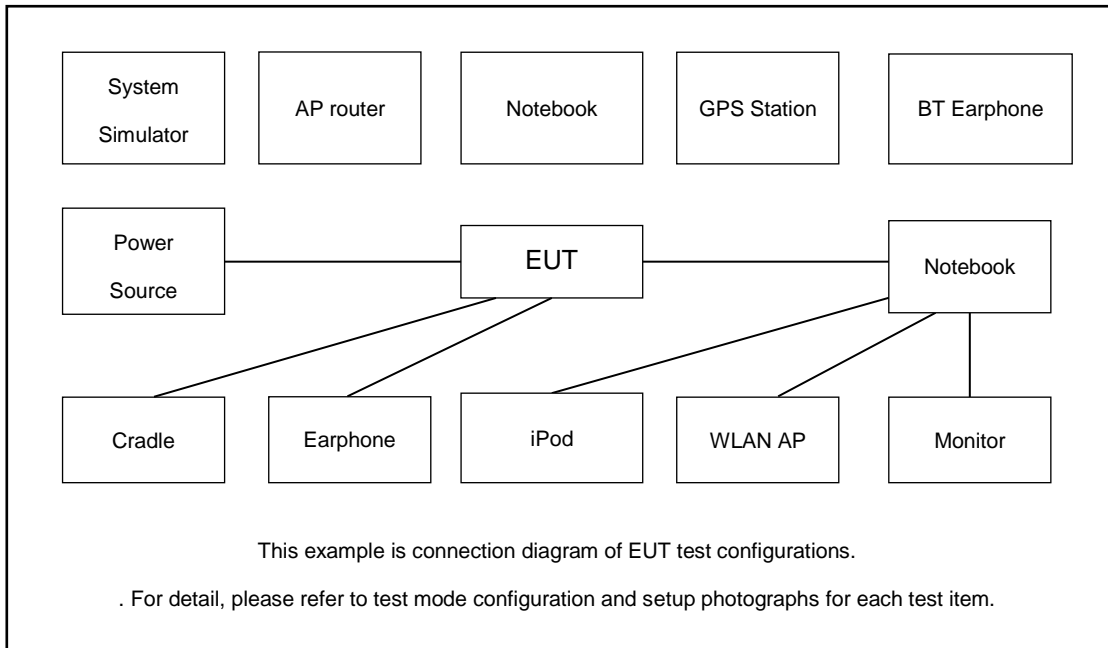 System
Simulator
AP router
Notebook
GPS Station
BT Earphone
Power
Source
EUT
Notebook
Cradle
Earphone
iPod
WLAN AP
Monitor
This example is connection diagram of EUT test configurations.
. For detail, please refer to test mode configuration and setup photographs for each test item.